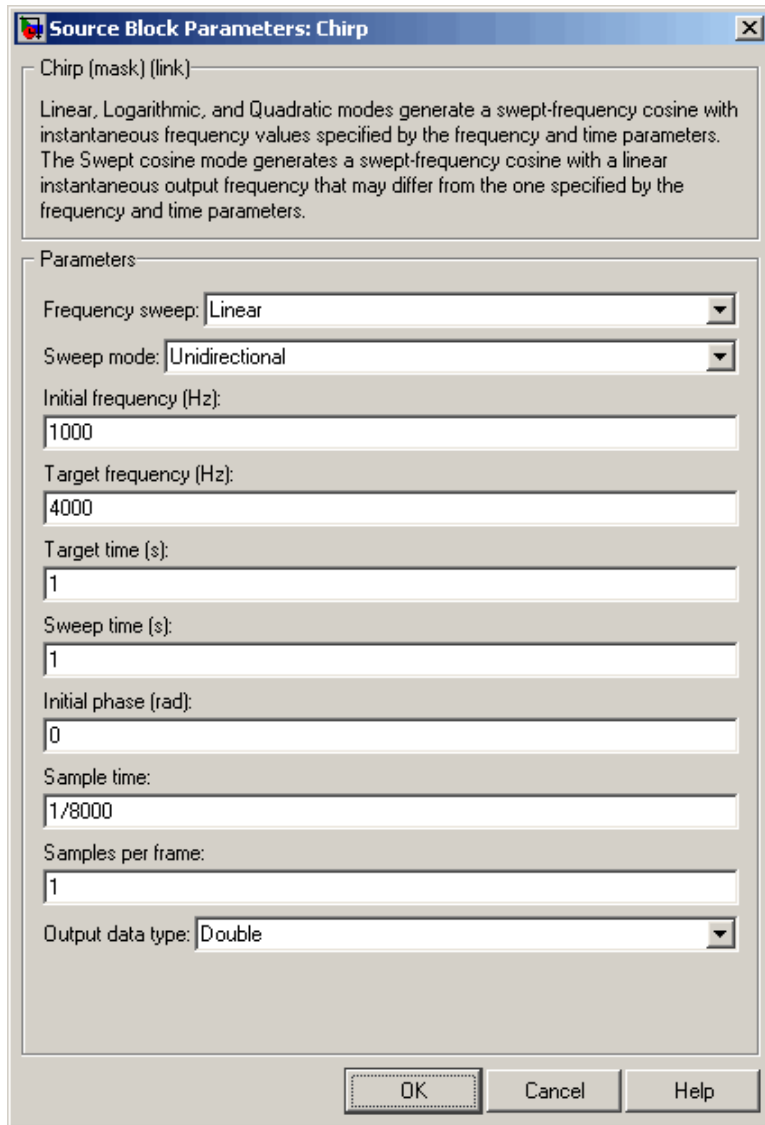 Source Block Parameters: Chirp
Chirp (mask) (link)
Linear, Logarithmic, and Quadratic modes generate a swept-frequency cosine with
instantaneous frequency values specified by the frequency and time parameters.
The Swept cosine mode generates a swept-frequency cosine with a linear
instantaneous output frequency that may differ from the one specified by the
frequency and time parameters.
Parameters
Frequency sweep: Linear
Sweep mode: Unidirectional
Initial frequency (Hz):
1000
Target frequency (Hz):
4000
Target time (s):
1
Sweep time (s):
1
Initial phase (rad):
0
Sample time:
1/8000
Samples per frame:
1
Output data type: Double
OK Cancel Help